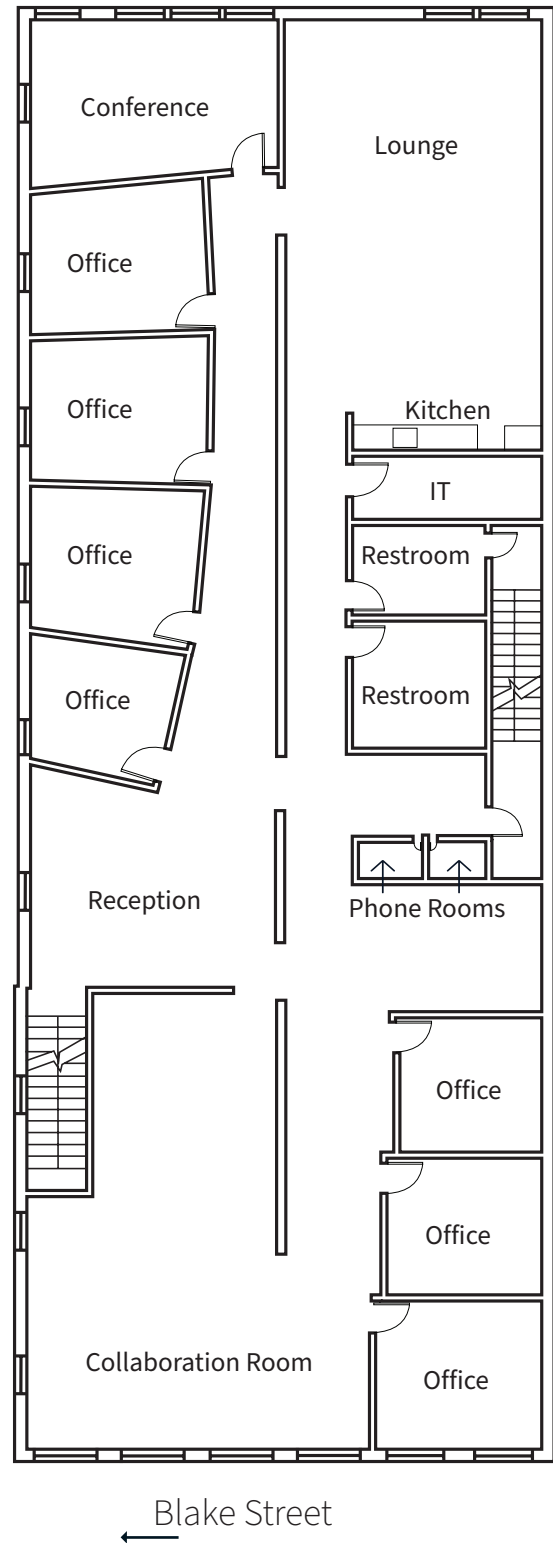 Conference
Lounge
Office
Office
Kitchen
IT
Office
Restroom
Restroom
Office
Reception
Phone Rooms
Office
Office
Collaboration Room
Office
Blake Street